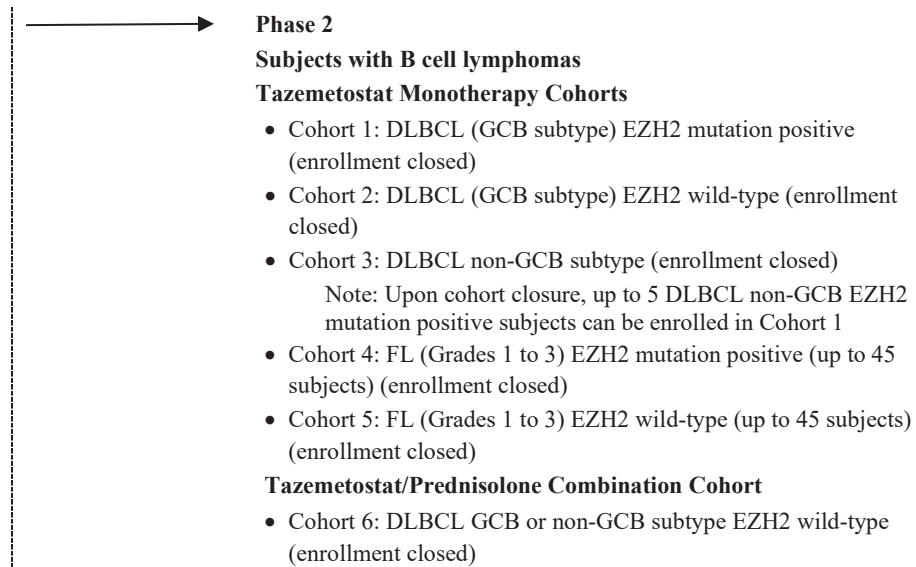 Phase 2
Subjects with B cell lymphomas
Tazemetostat Monotherapy Cohorts
• Cohort 1: DLBCL (GCB subtype) EZH2 mutation positive
(enrollment closed)
• Cohort 2: DLBCL (GCB subtype) EZH2 wild-type (enrollment
closed)
• Cohort 3: DLBCL non-GCB subtype (enrollment closed)
Note: Upon cohort closure, up to 5 DLBCL non-GCB EZH2
mutation positive subjects can be enrolled in Cohort 1
• Cohort 4: FL (Grades 1 to 3) EZH2 mutation positive (up to 45
subjects) (enrollment closed)
• Cohort 5: FL (Grades 1 to 3) EZH2 wild-type (up to 45 subjects)
(enrollment closed)
Tazemetostat/Prednisolone Combination Cohort
• Cohort 6: DLBCL GCB or non-GCB subtype EZH2 wild-type
(enrollment closed)